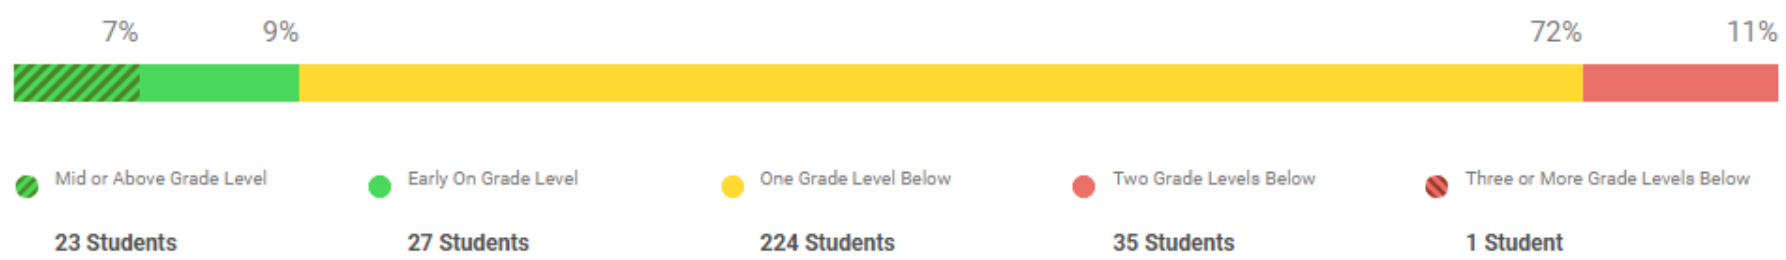 7% 9% 72% 11%
Mid or Above Grade Level Early On Grade Level One Grade Level Below Two Grade Levels Below Three or More Grade Levels Below
23 Students 27 Students 224 Students 35 Students 1 Student